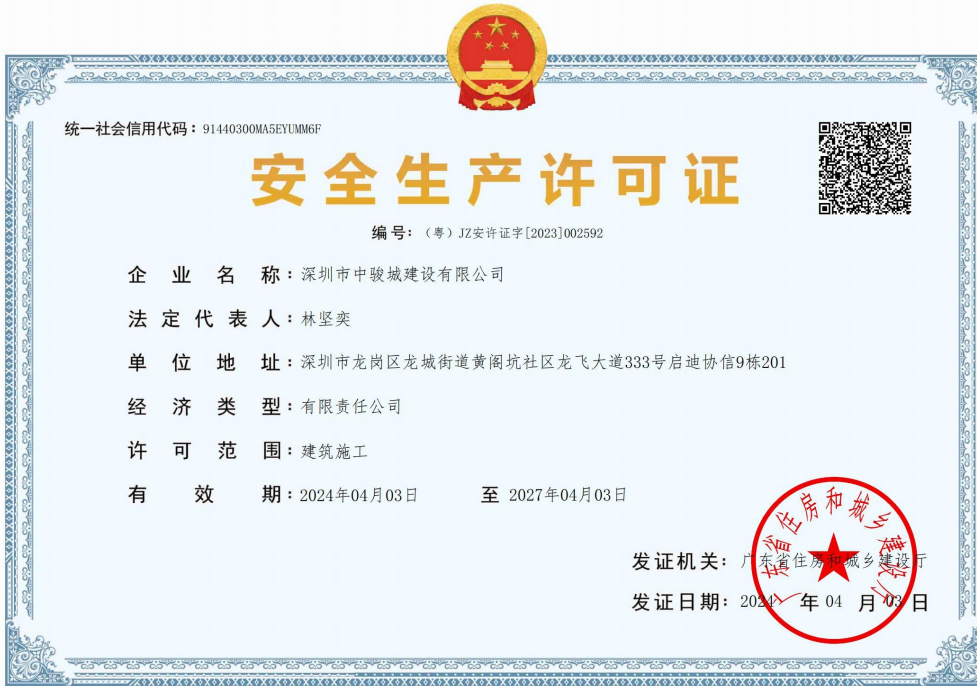 统一社会信用代码：91440300MA5EYUMM6F
安全生产许可证
编号：（粤）JZ安许证字[2023]002592
企业名称：深圳市中骏城建设有限公司
法定代表人：林坚奕
单位地址：深圳市龙岗区龙城街道黄阁坑社区龙飞大道333号启迪协信9栋201
经济类型：有限责任公司
许可范围：建筑施工
有效期：2024年04月03日 至 2027年04月03日
发证机关：广东省住房和城乡建设厅
发证日期：2024年04月03日
广东省住房和城乡建设厅